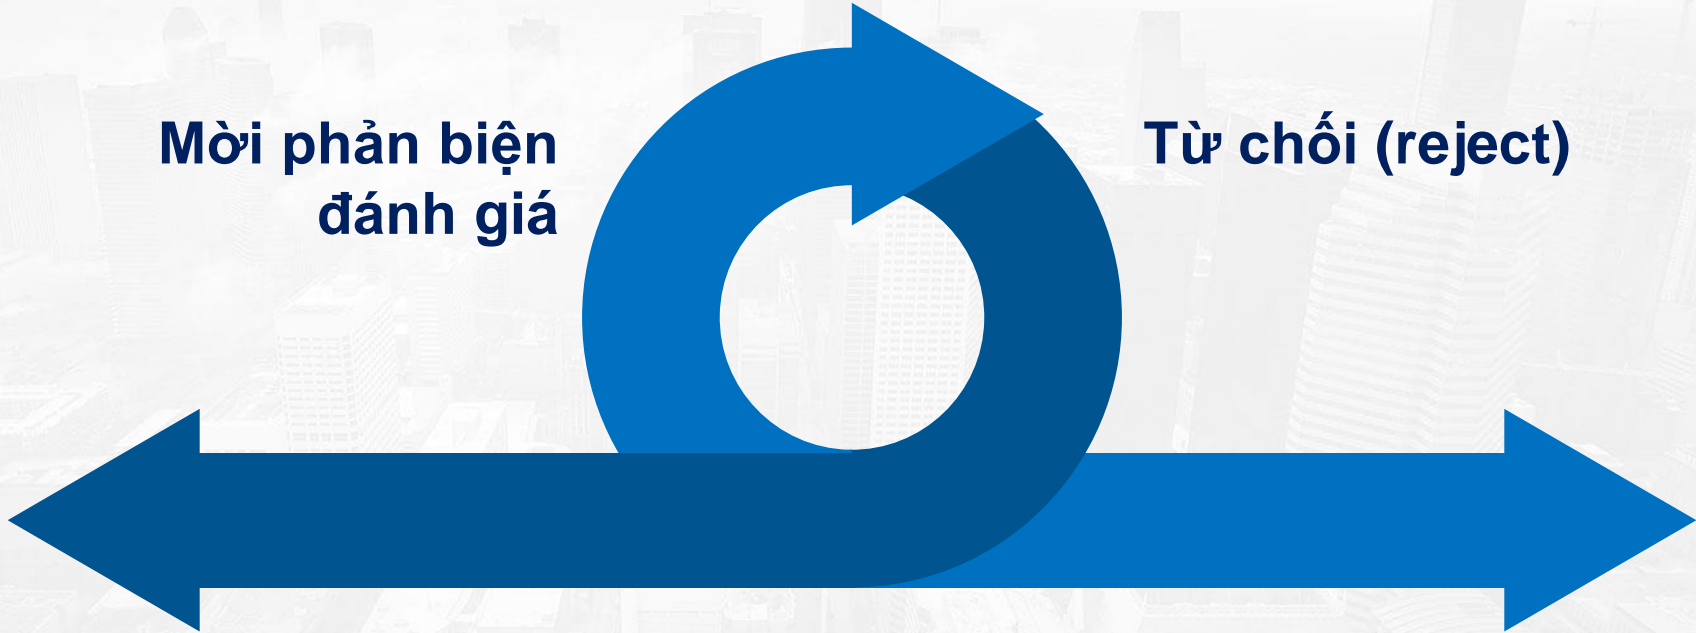 Mời phản biện
đánh giá
Từ chối (reject)